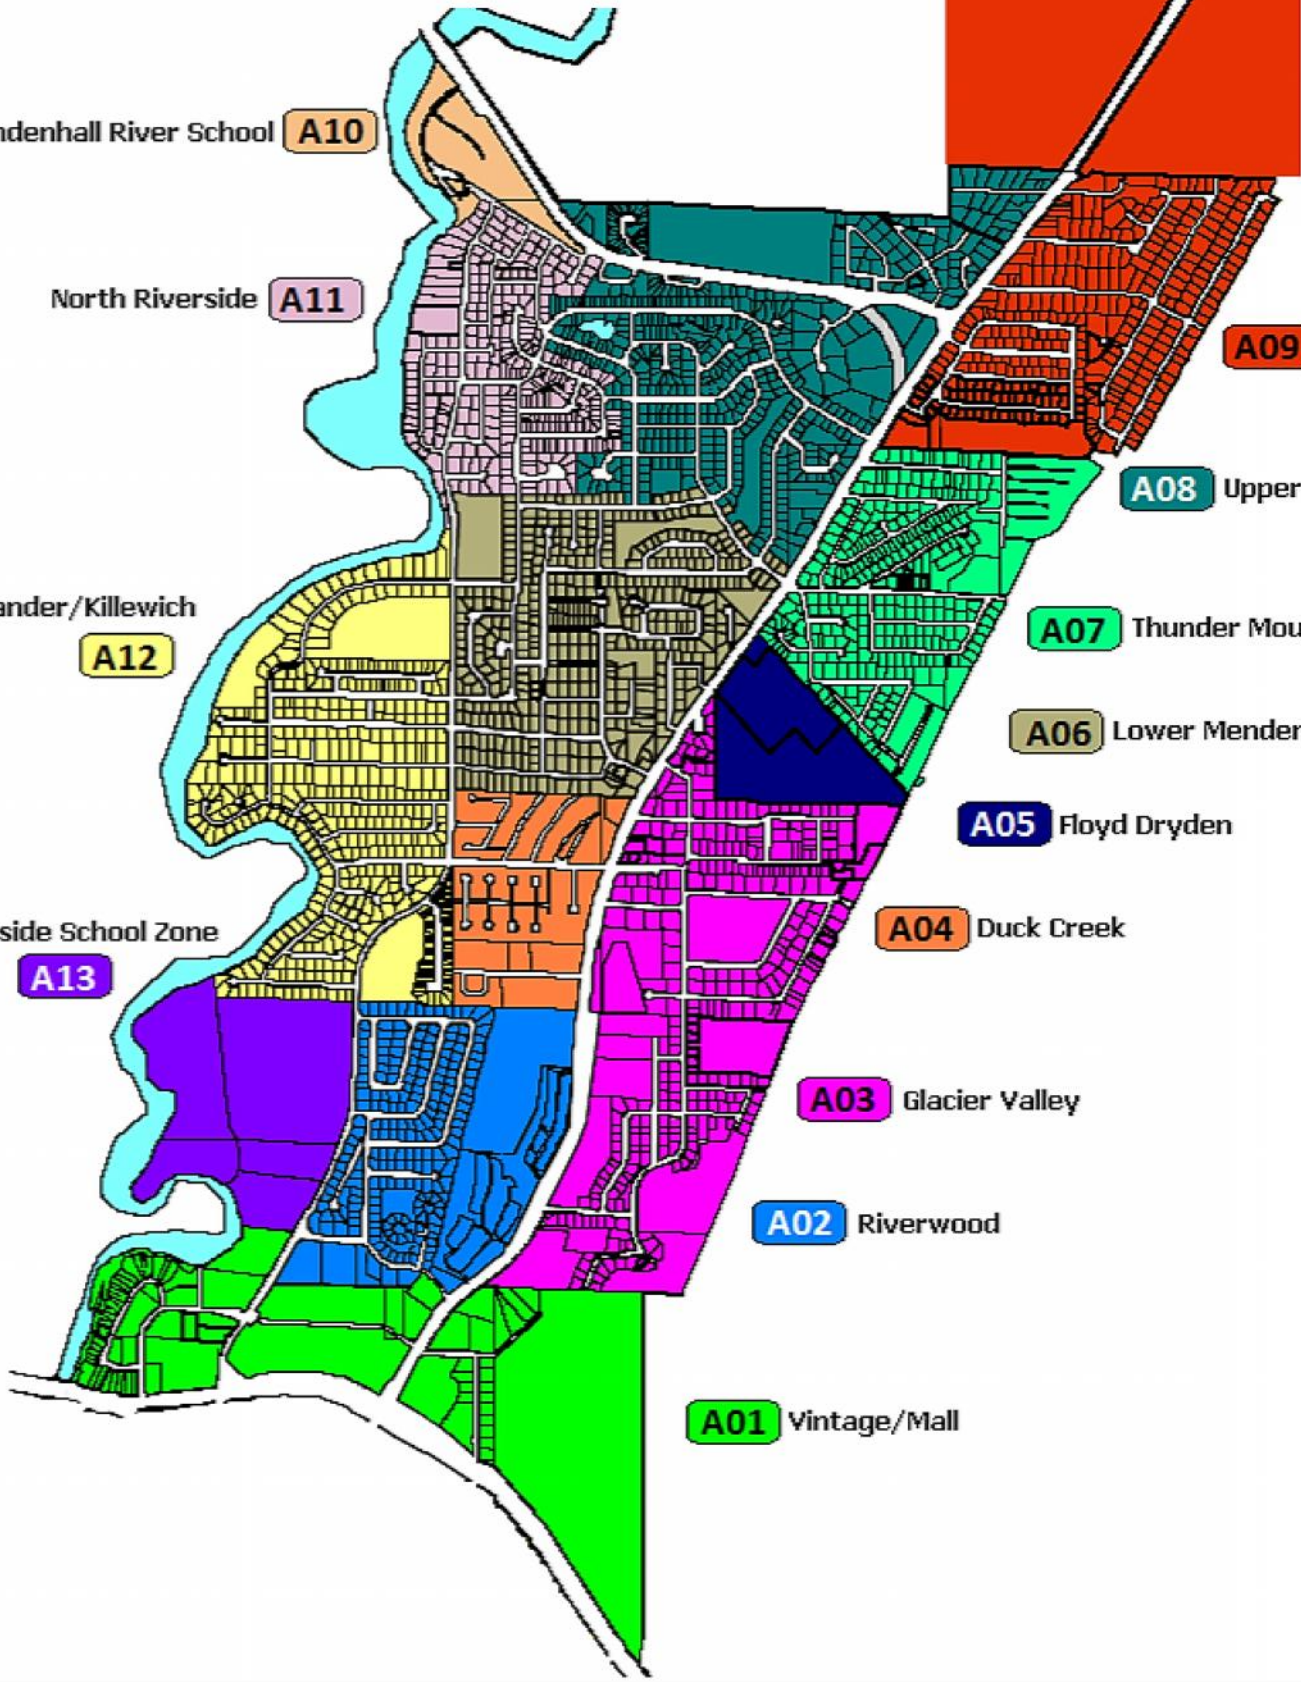 ndenhall River School A10
North Riverside A11
A09
A08 Upper
ander/Killewich
A12
A07 Thunder Mou
A06 Lower Mender
A05 Floyd Dryden
side School Zone
A13
A04 Duck Creek
A03 Glacier Valley
A02 Riverwood
A01 Vintage/Mall